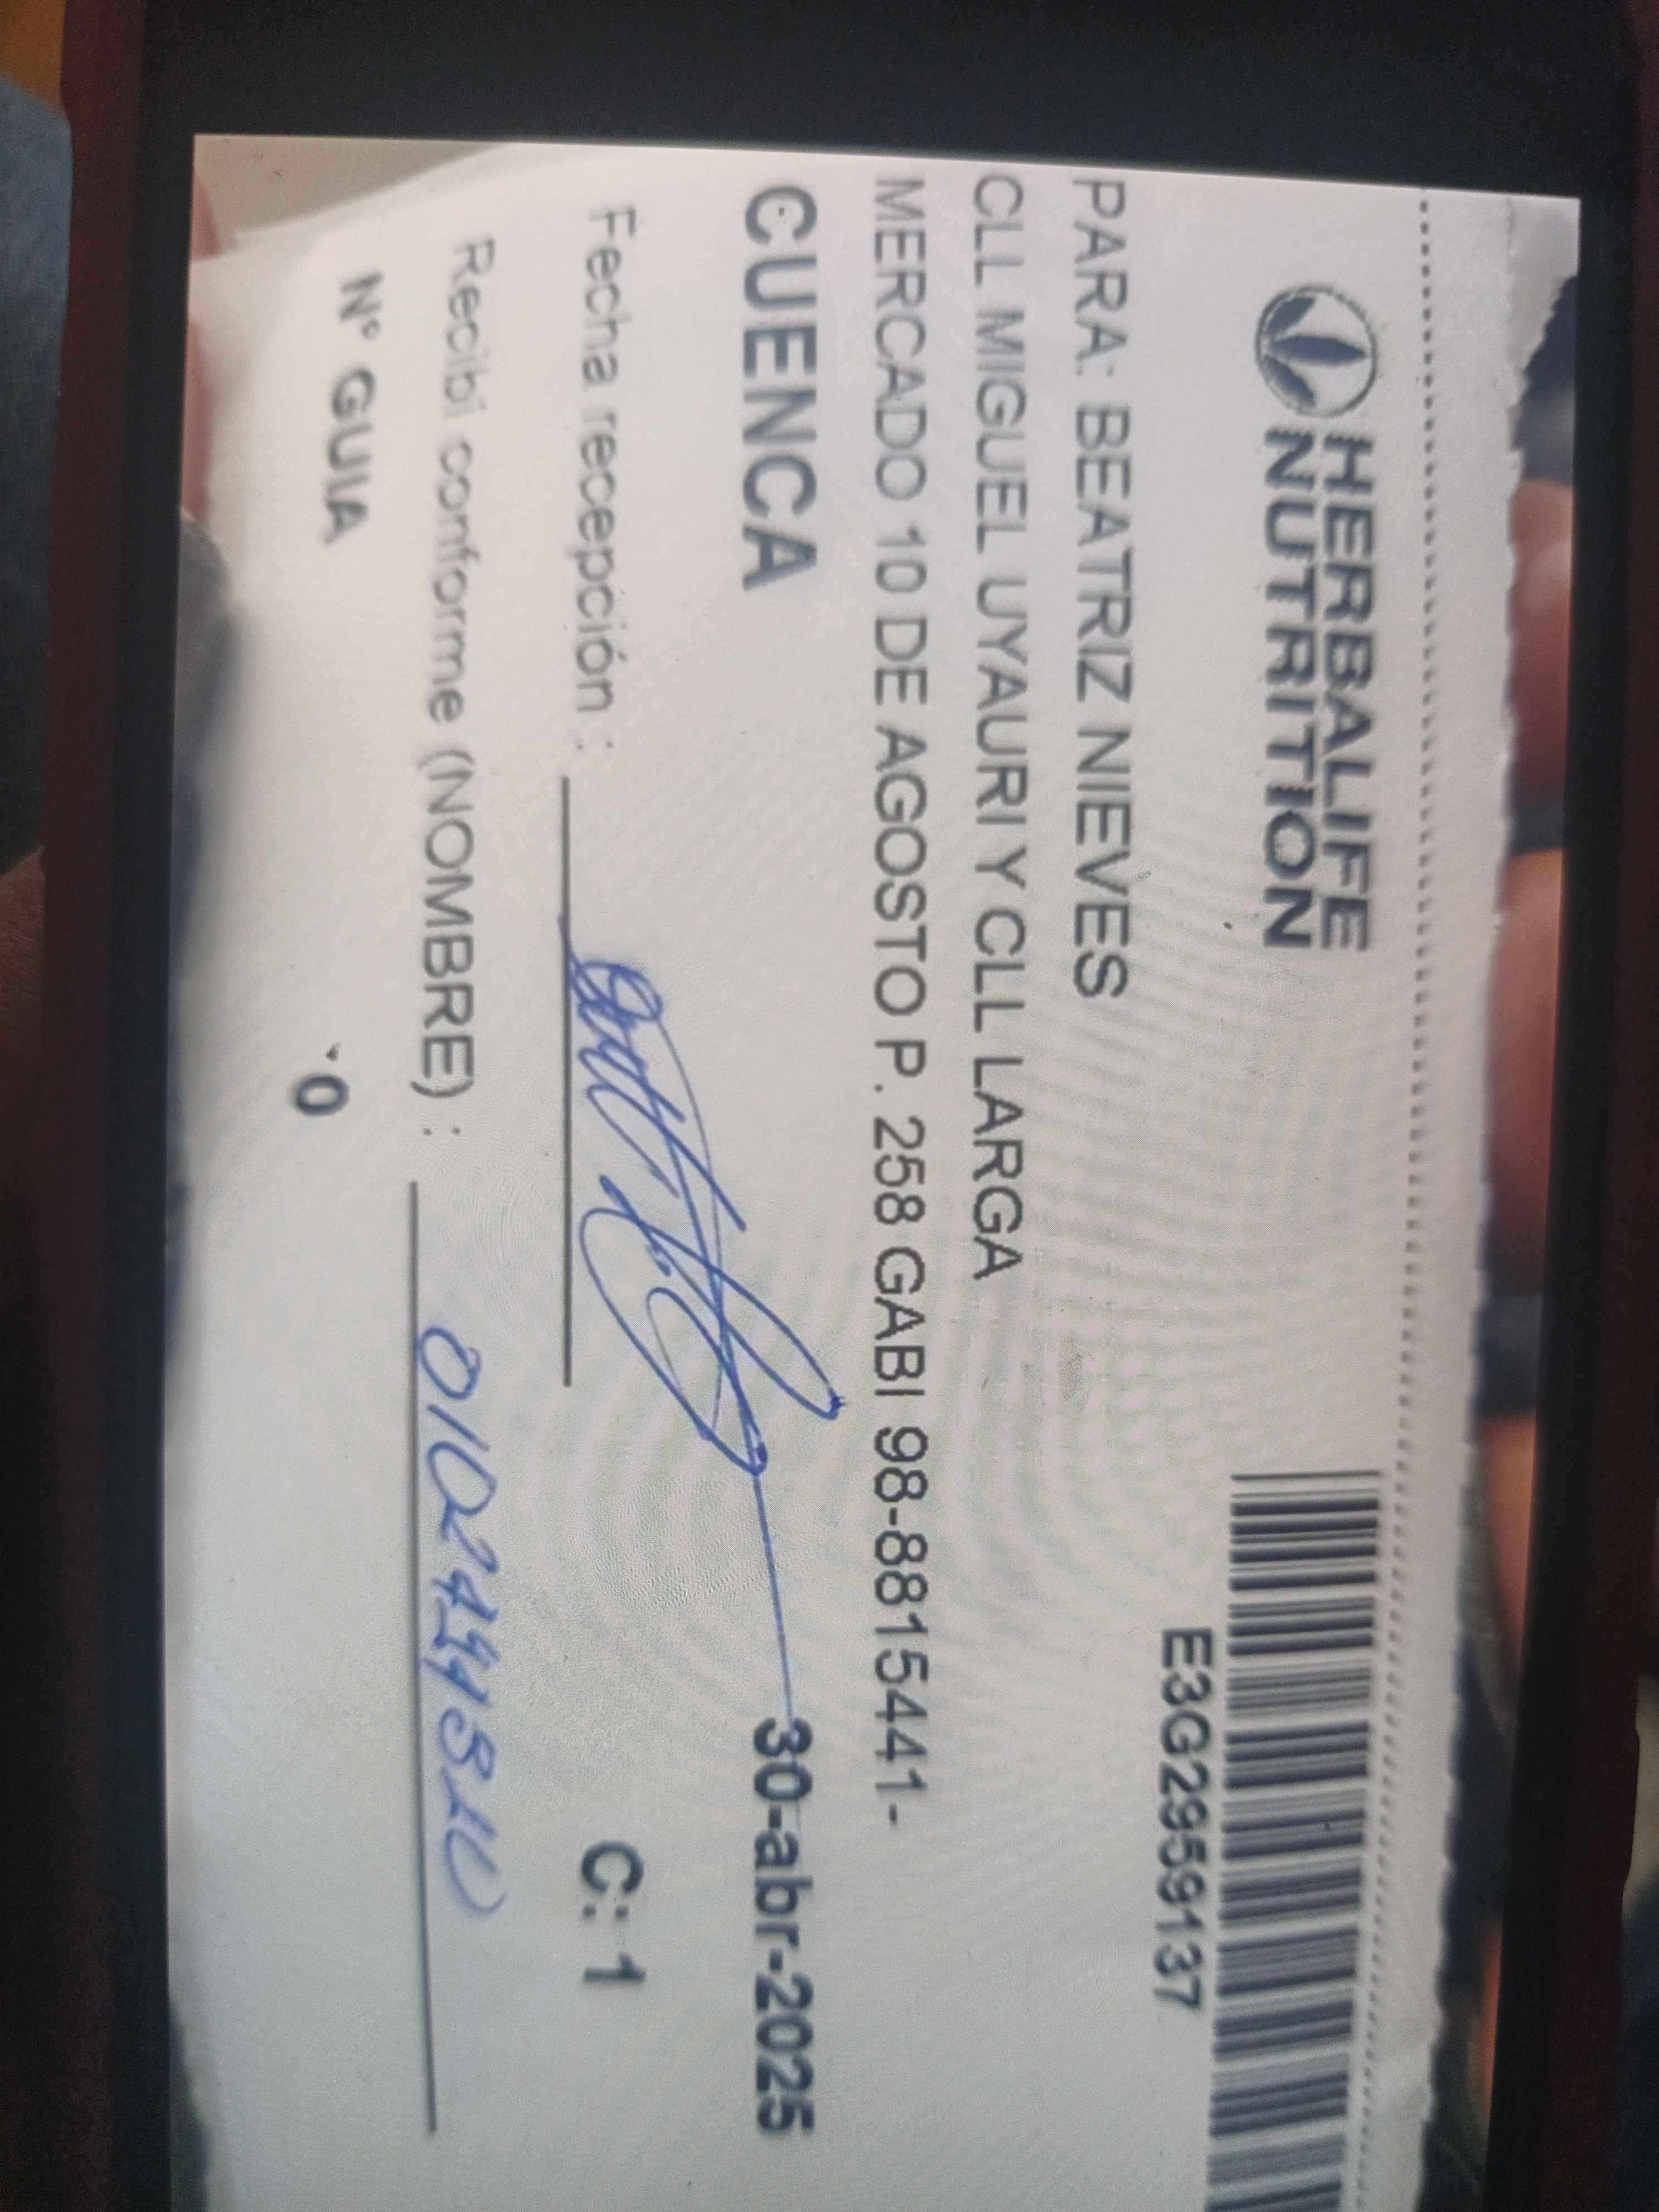 HERBALIFE
NUTRITION
E3G2959137
PARA: BEATRIZ NIEVES
CLL MIGUEL UYAURI Y CLL LARGA
MERCADO 10 DE AGOSTO P. 258 GABI 98-8815441-
CUENCA
30-abr-2025
Fecha recepción :
C: 1
Recibí conforme (NOMBRE) :
N° GUIA
0